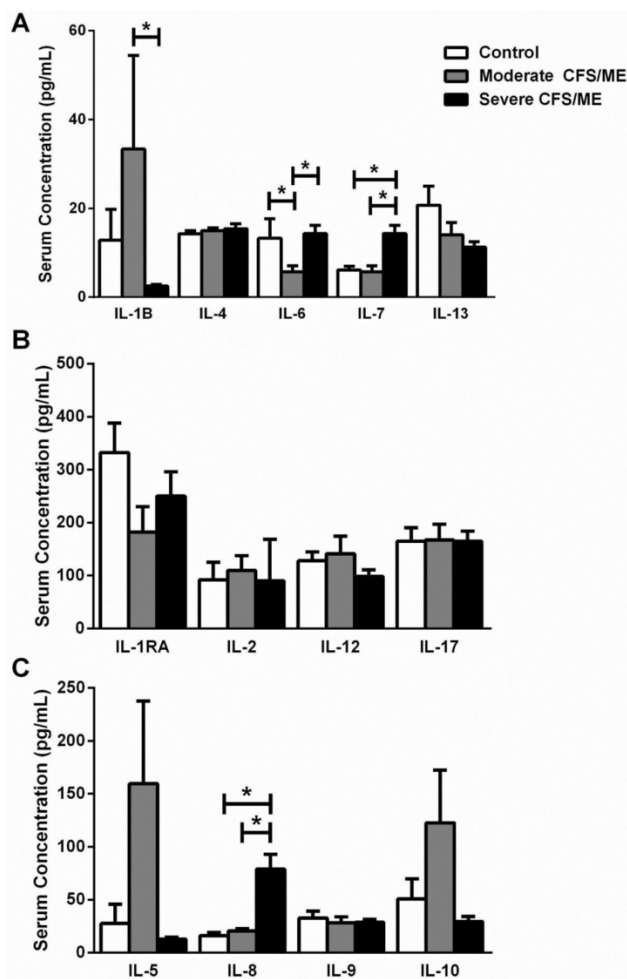 A
Serum Concentration (pg/mL)
60
40
20
0
Control
Moderate CFS/ME
Severe CFS/ME
*
*
*
*
*
IL-1B IL-4 IL-6 IL-7 IL-13
B
Serum Concentration (pg/mL)
500
400
300
200
100
0
IL-1RA IL-2 IL-12 IL-17
C
Serum Concentration (pg/mL)
250
200
150
100
50
0
*
*
IL-5 IL-8 IL-9 IL-10